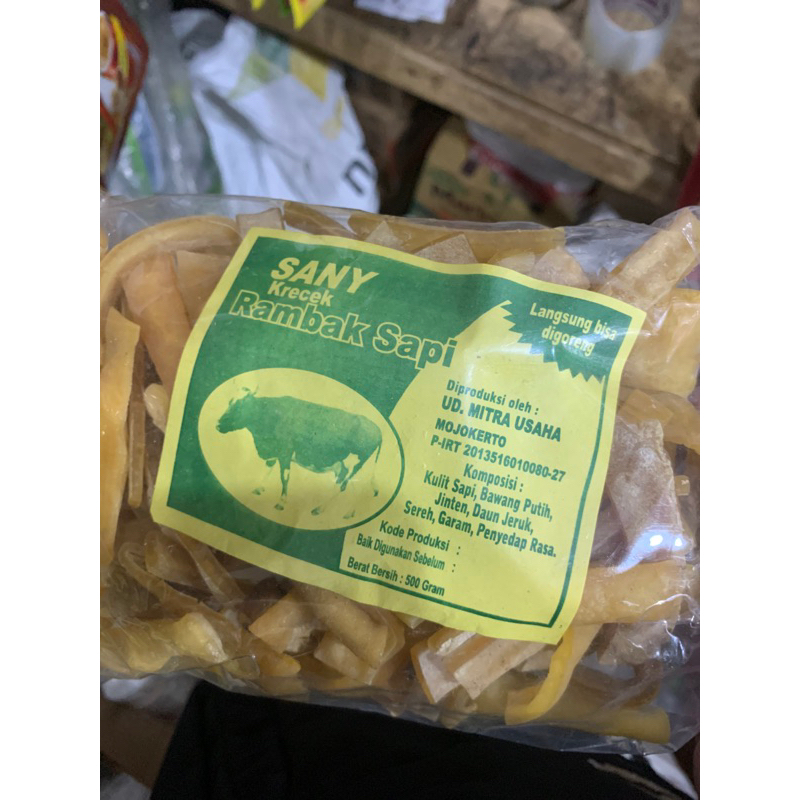 SANY
Krecek
Rambak Sapi
Langsung bisa
digoreng
Diproduksi oleh :
UD. MITRA USAHA
MOJOKERTO
P-IRT 2013516010080-27
Komposisi :
Kulit Sapi, Bawang Putih,
Jinten, Daun Jeruk,
Sereh, Garam, Penyedap Rasa.
Kode Produksi :
Baik Digunakan Sebelum :
Berat Bersih : 500 Gram